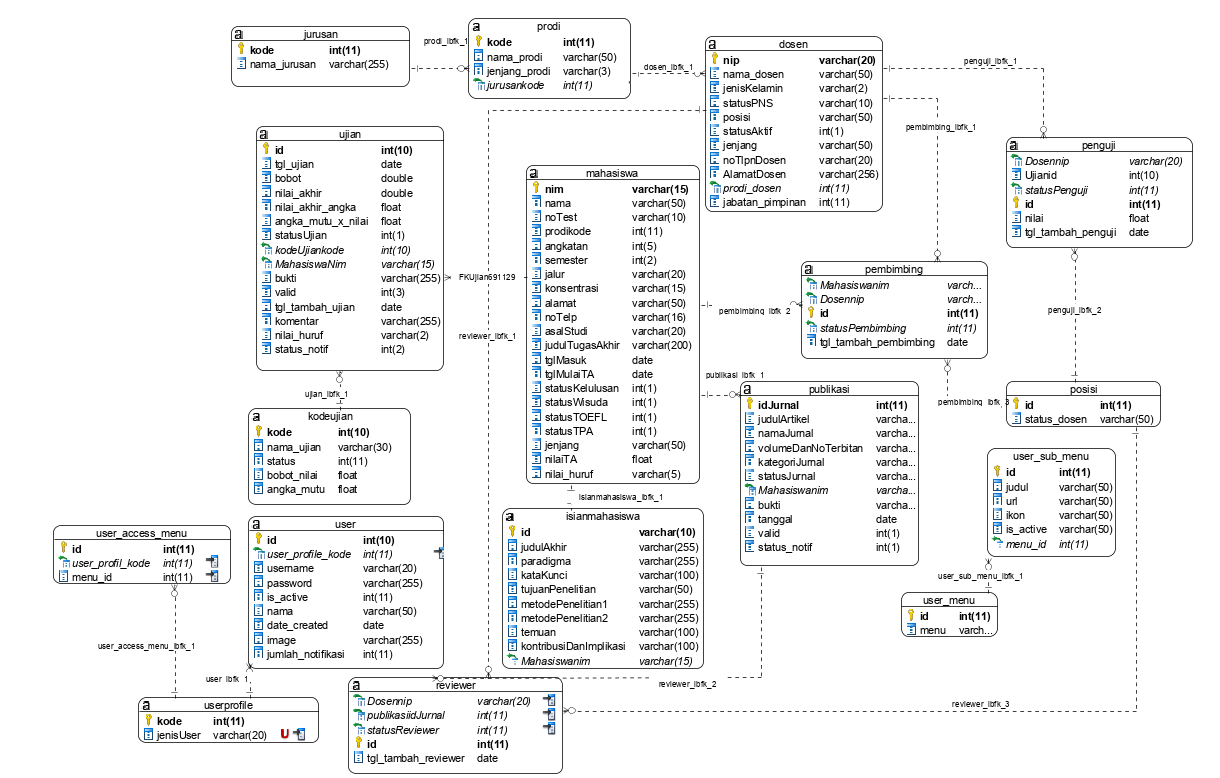 jurusan
kode int(11)
nama_jurusan varchar(255)
prodi_ibfk_1
prodi
kode int(11)
nama_prodi varchar(50)
jenjang_prodi varchar(3)
jurusankode int(11)
dosen_ibfk_1
dosen
nip varchar(20)
nama_dosen varchar(50)
jenisKelamin varchar(2)
statusPNS varchar(10)
posisi varchar(50)
statusAktif int(1)
jenjang varchar(50)
noTlpnDosen varchar(20)
AlamatDosen varchar(256)
prodi_dosen int(11)
jabatan_pimpinan int(11)
penguji_ibfk_1
pembimbing_ibfk_1
penguji
Dosennip varchar(20)
Ujianid int(10)
statusPenguji int(11)
id int(11)
nilai float
tgl_tambah_penguji date
ujian
id int(10)
tgl_ujian date
bobot double
nilai_akhir double
nilai_akhir_angka float
angka_mutu_x_nilai float
statusUjian int(1)
kodeUjiankode int(10)
MahasiswaNim varchar(15)
bukti varchar(255)
valid int(3)
tgl_tambah_ujian date
komentar varchar(255)
nilai_huruf varchar(2)
status_notif int(2)
FKUjian691129
reviewer_ibfk_1
mahasiswa
nim varchar(15)
nama varchar(50)
noTest varchar(10)
prodikode int(11)
angkatan int(5)
semester int(2)
jalur varchar(20)
konsentrasi varchar(15)
alamat varchar(50)
noTelp varchar(16)
asalStudi varchar(20)
judulTugasAkhir varchar(200)
tglMasuk date
tglMulaiTA date
statusKelulusan int(1)
statusWisuda int(1)
statusTOEFL int(1)
statusTPA int(1)
jenjang varchar(50)
nilaiTA float
nilai_huruf varchar(5)
pembimbing
Mahasiswanim varch...
Dosennip varch...
id int(11)
statusPembimbing int(11)
tgl_tambah_pembimbing date
pembimbing_ibfk_2
penguji_ibfk_2
publikasi_ibfk_1
pembimbing_ibfk_3
publikasi
idJurnal int(11)
judulArtikel varcha...
namaJurnal varcha...
volumeDanNoTerbitan varcha...
kategoriJurnal varcha...
statusJurnal varcha...
Mahasiswanim varcha...
bukti varcha...
tanggal date
valid int(1)
status_notif int(1)
posisi
id int(11)
status_dosen varchar(50)
ujian_ibfk_1
kodeujian
kode int(10)
nama_ujian varchar(30)
status int(11)
bobot_nilai float
angka_mutu float
user_sub_menu
id int(11)
judul varchar(50)
url varchar(50)
ikon varchar(50)
is_active varchar(50)
menu_id int(11)
user_sub_menu_ibfk_1
user_menu
id int(11)
menu varch...
isianmahasiswa_ibfk_1
isianmahasiswa
id varchar(10)
judulAkhir varchar(255)
paradigma varchar(255)
kataKunci varchar(100)
tujuanPenelitian varchar(50)
metodePenelitian1 varchar(255)
metodePenelitian2 varchar(255)
temuan varchar(100)
kontribusiDanImplikasi varchar(100)
Mahasiswanim varchar(15)
user_access_menu
id int(11)
user_profil_kode int(11)
menu_id int(11)
user_access_menu_ibfk_1
user
id int(10)
user_profile_kode int(11)
username varchar(20)
password varchar(255)
is_active int(11)
nama varchar(50)
date_created date
image varchar(255)
jumlah_notifikasi int(11)
user_ibfk_1
userprofile
kode int(11)
jenisUser varchar(20) U
reviewer
Dosennip varchar(20)
publikasiidJurnal int(11)
statusReviewer int(11)
id int(11)
tgl_tambah_reviewer date
reviewer_ibfk_2
reviewer_ibfk_3